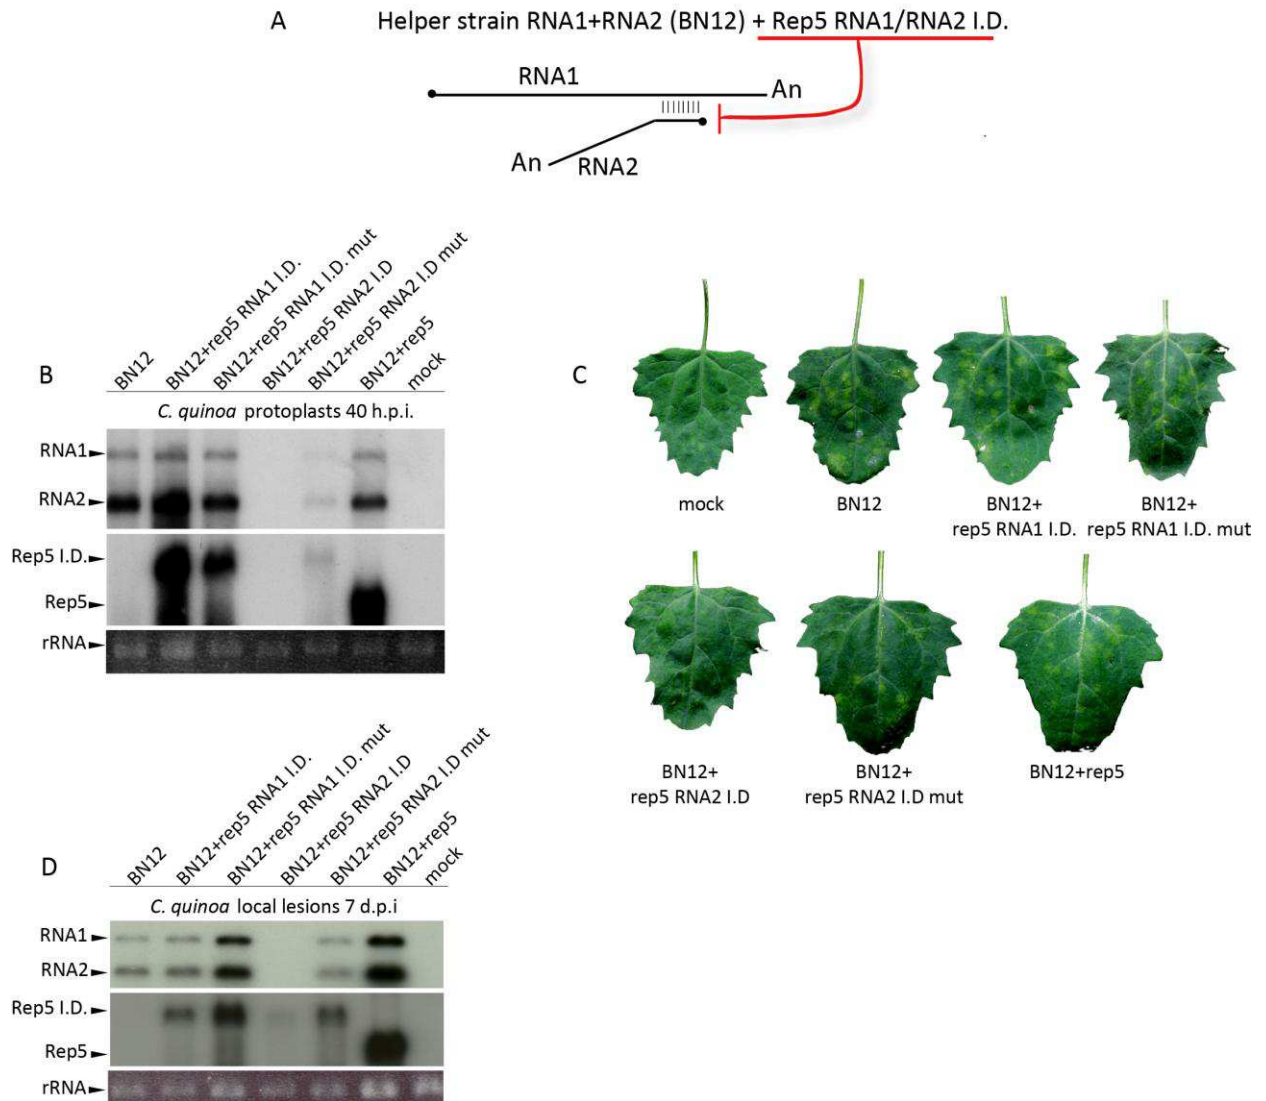 A
Helper strain RNA1+RNA2 (BN12) + Rep5 RNA1/RNA2 I.D.
RNA1
An
An
RNA2
B
BN12
BN12+rep5 RNA1 I.D.
BN12+rep5 RNA1 I.D. mut
BN12+rep5 RNA2 I.D
BN12+rep5 RNA2 I.D mut
BN12+rep5
mock
C. quinoa protoplasts 40 h.p.i.
RNA1
RNA2
Rep5 I.D.
Rep5
rRNA
C
mock
BN12
BN12+
rep5 RNA1 I.D.
BN12+
rep5 RNA1 I.D. mut
BN12+
rep5 RNA2 I.D
BN12+
rep5 RNA2 I.D mut
BN12+rep5
D
BN12
BN12+rep5 RNA1 I.D.
BN12+rep5 RNA1 I.D. mut
BN12+rep5 RNA2 I.D
BN12+rep5 RNA2 I.D mut
BN12+rep5
mock
C. quinoa local lesions 7 d.p.i
RNA1
RNA2
Rep5 I.D.
Rep5
rRNA